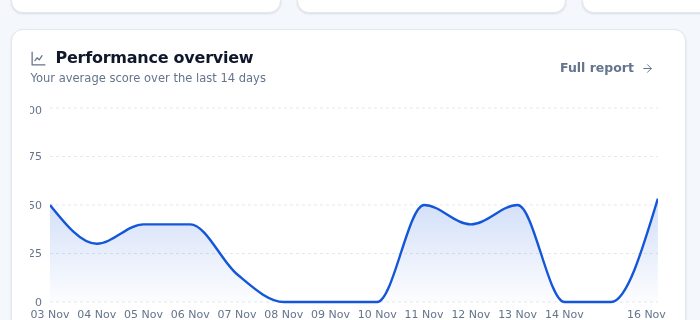 Performance overview
Your average score over the last 14 days
Full report →
00
75
50
25
0
03 Nov 04 Nov 05 Nov 06 Nov 07 Nov 08 Nov 09 Nov 10 Nov 11 Nov 12 Nov 13 Nov 14 Nov 16 Nov